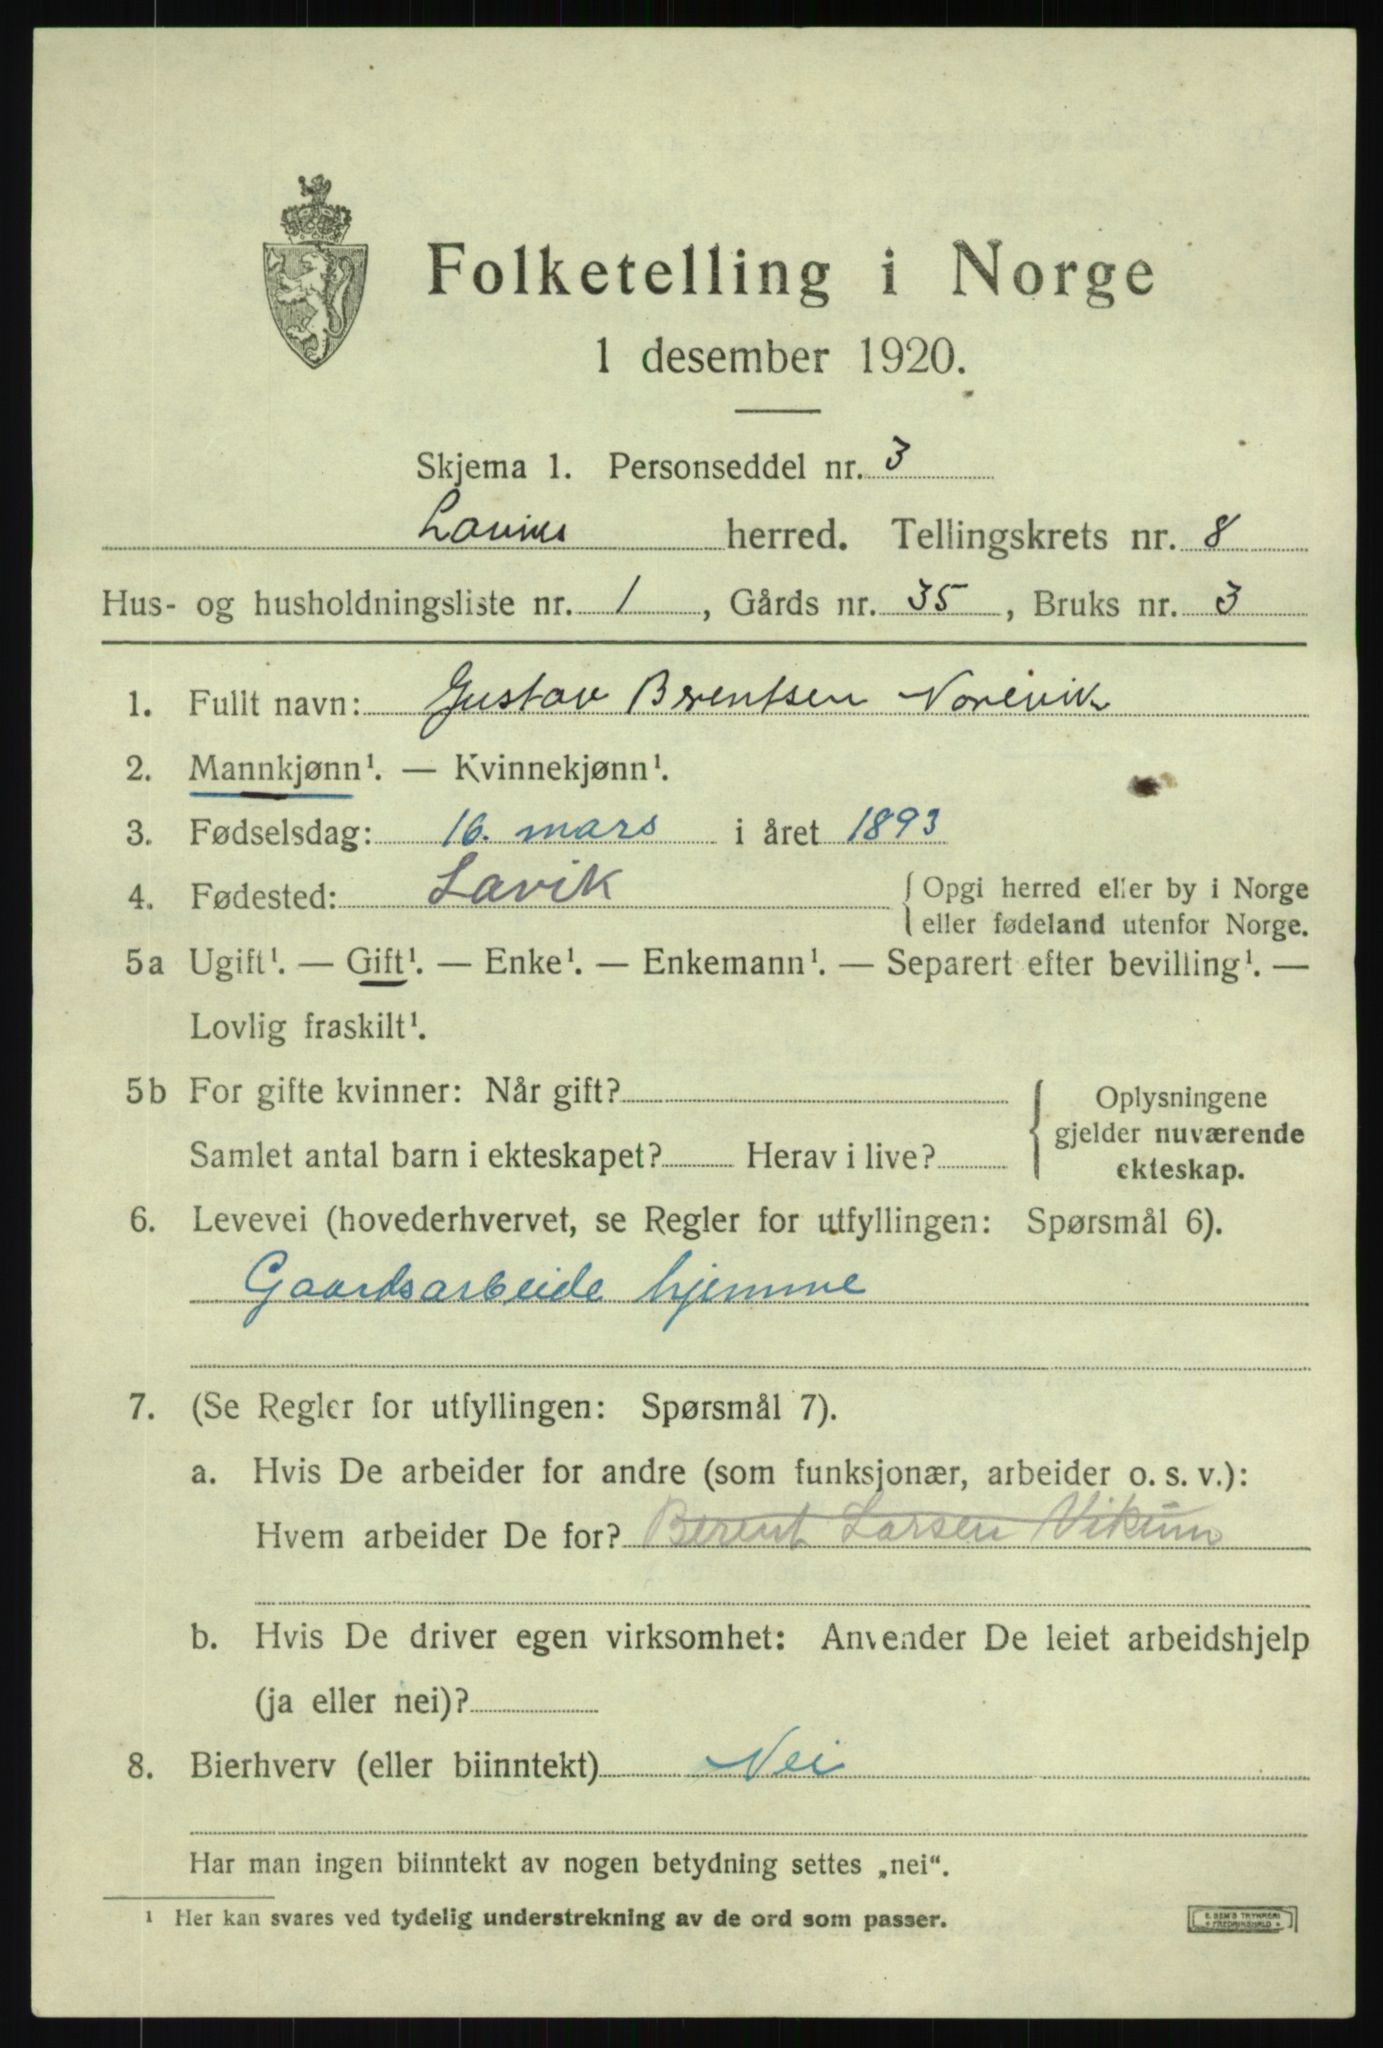 Folketelling i Norge
1 desember 1920.
Skjema 1. Personseddel nr. 3
herred. Tellingskrets nr. 8
Hus- og husholdningsliste nr. 1, Gårds nr. 35, Bruks nr. 3
1. Fullt navn: Gustav Berentsen Norevik
2. Mannkjønn¹. — Kvinnekjønn¹.
3. Fødselsdag: 16. mars i året 1893
4. Fødested: Lavik { Opgi herred eller by i Norge
eller fødeland utenfor Norge.
5a Ugift¹. — Gift¹. — Enke¹. — Enkemann¹. — Separert efter bevilling¹. —
Lovlig fraskilt¹.
5b For gifte kvinner: Når gift? { Oplysningene
gjelder nuværende
Samlet antal barn i ekteskapet? Herav i live?
ekteskap.
6. Levevei (hovederhvervet, se Regler for utfyllingen: Spørsmål 6).
Gaardsarbeide hjemme
7. (Se Regler for utfyllingen: Spørsmål 7).
a. Hvis De arbeider for andre (som funksjonær, arbeider o. s. v.):
Hvem arbeider De for? Berent Larsen Vikum
b. Hvis De driver egen virksomhet: Anvender De leiet arbeidshjelp
(ja eller nei)?
8. Bierhverv (eller biinntekt) Nei
Har man ingen biinntekt av nogen betydning settes „nei“.
¹ Her kan svares ved tydelig understrekning av de ord som passer.
E. SEM'S TRYKKERI
FREDRIKSHALD